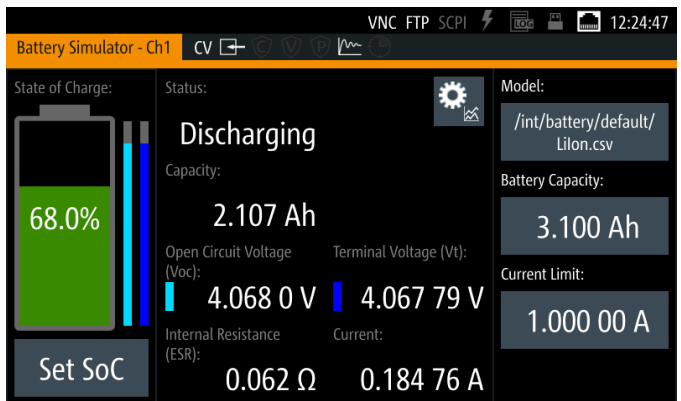 VNC FTP SCPI LOG 12:24:47
Battery Simulator - Ch1 CV C V P
State of Charge:
68.0%
Set SoC
Status:
Discharging
Capacity:
2.107 Ah
Open Circuit Voltage
(Voc):
4.068 0 V
Terminal Voltage (Vt):
4.067 79 V
Internal Resistance
(ESR):
0.062 Ω
Current:
0.184 76 A
Model:
/int/battery/default/
LiIon.csv
Battery Capacity:
3.100 Ah
Current Limit:
1.000 00 A